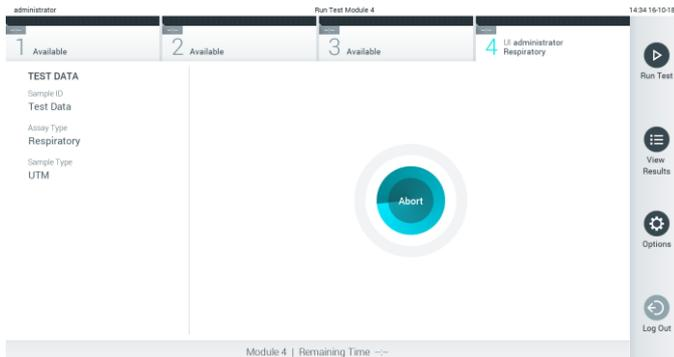 administrator
Run Test Module 4
14:34 16-10-18
--:--
1 Available
--:--
2 Available
--:--
3 Available
--:--
4 UI administrator
Respiratory
TEST DATA
Sample ID
Test Data
Assay Type
Respiratory
Sample Type
UTM
Abort
Run Test
View
Results
Options
Log Out
Module 4 | Remaining Time --:--